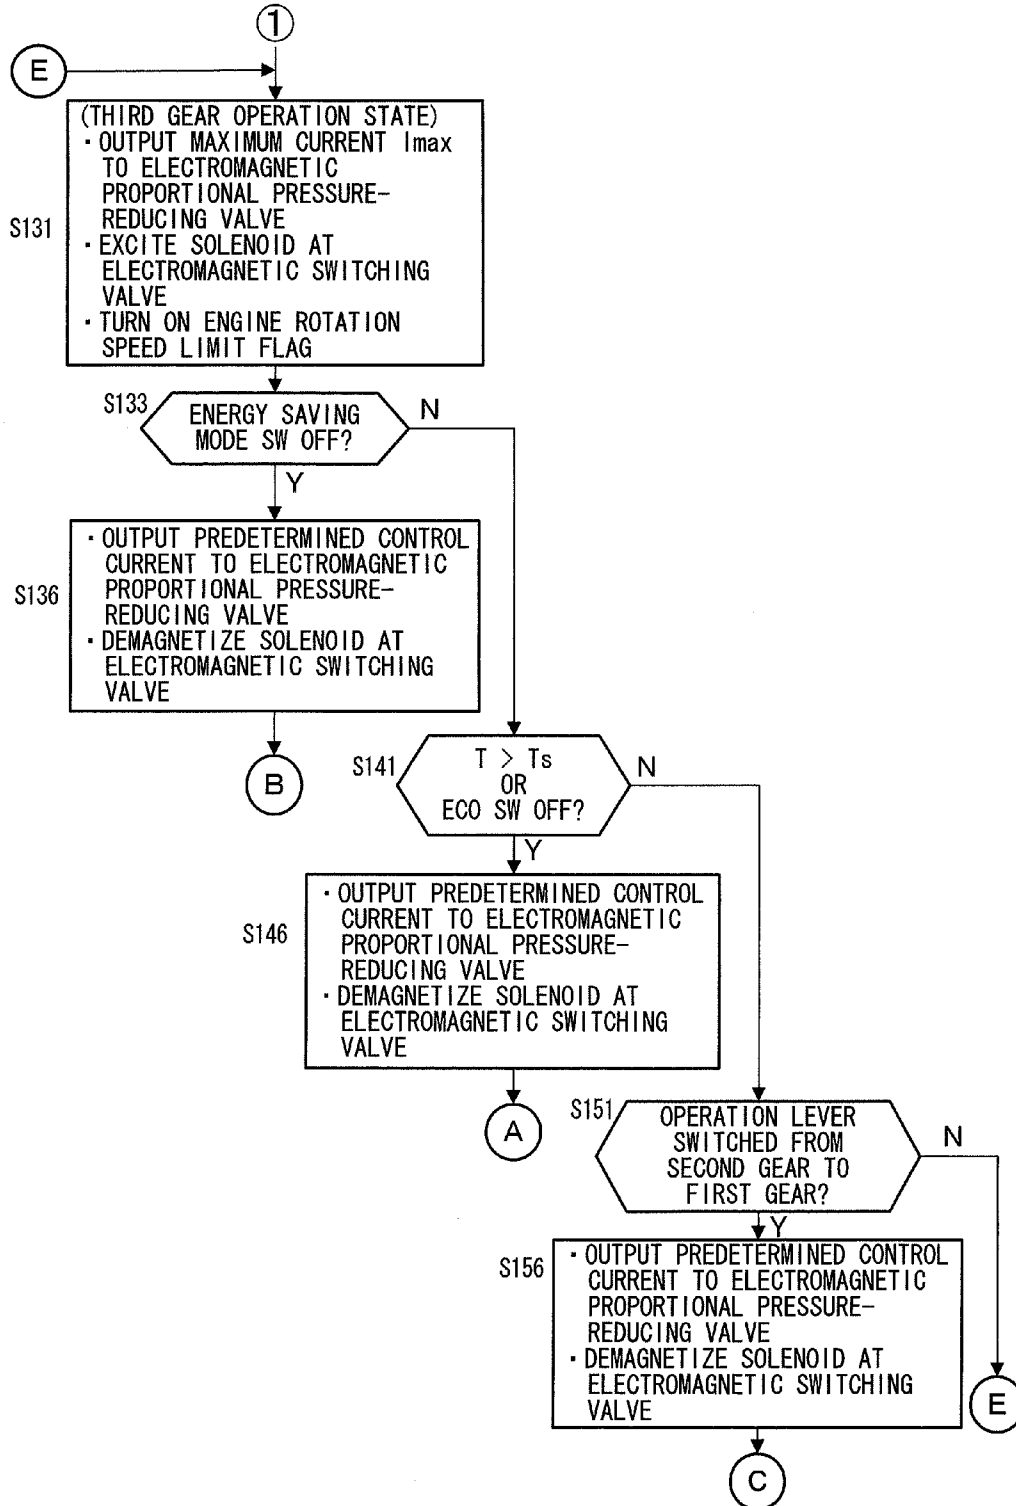 ①
E
(THIRD GEAR OPERATION STATE)
・OUTPUT MAXIMUM CURRENT Imax
TO ELECTROMAGNETIC
PROPORTIONAL PRESSURE-
REDUCING VALVE
・EXCITE SOLENOID AT
ELECTROMAGNETIC SWITCHING
VALVE
・TURN ON ENGINE ROTATION
SPEED LIMIT FLAG
S131
S133
ENERGY SAVING
MODE SW OFF?
N
Y
・OUTPUT PREDETERMINED CONTROL
CURRENT TO ELECTROMAGNETIC
PROPORTIONAL PRESSURE-
REDUCING VALVE
・DEMAGNETIZE SOLENOID AT
ELECTROMAGNETIC SWITCHING
VALVE
S136
B
S141
T > Ts
OR
ECO SW OFF?
N
Y
・OUTPUT PREDETERMINED CONTROL
CURRENT TO ELECTROMAGNETIC
PROPORTIONAL PRESSURE-
REDUCING VALVE
・DEMAGNETIZE SOLENOID AT
ELECTROMAGNETIC SWITCHING
VALVE
S146
A
S151
OPERATION LEVER
SWITCHED FROM
SECOND GEAR TO
FIRST GEAR?
N
Y
S156
・OUTPUT PREDETERMINED CONTROL
CURRENT TO ELECTROMAGNETIC
PROPORTIONAL PRESSURE-
REDUCING VALVE
・DEMAGNETIZE SOLENOID AT
ELECTROMAGNETIC SWITCHING
VALVE
E
C